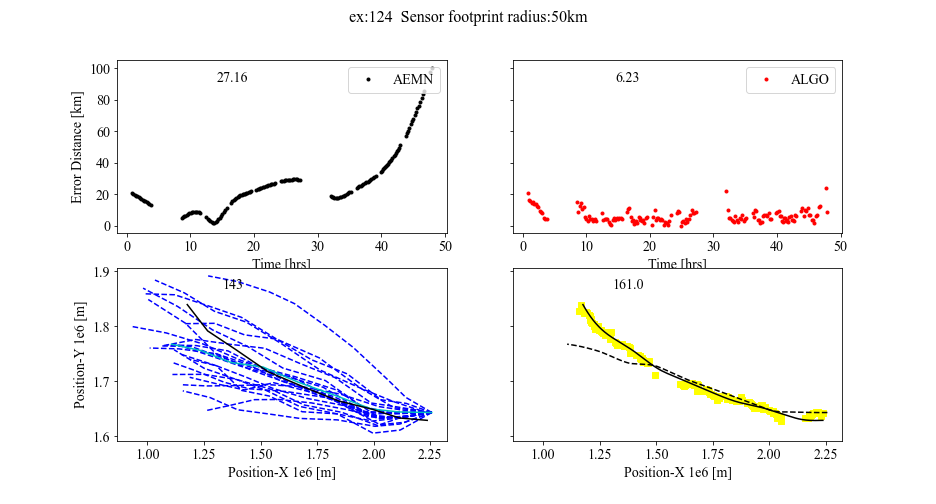 ex:124  Sensor footprint radius:50km
27.16
AEMN
6.23
ALGO
Error Distance [km]
100
80
60
40
20
0
0 10 20 30 40 50
0 10 20 30 40 50
Time [hrs]
Time [hrs]
143
161.0
Position-Y 1e6 [m]
1.9
1.8
1.7
1.6
1.00 1.25 1.50 1.75 2.00 2.25
1.00 1.25 1.50 1.75 2.00 2.25
Position-X 1e6 [m]
Position-X 1e6 [m]